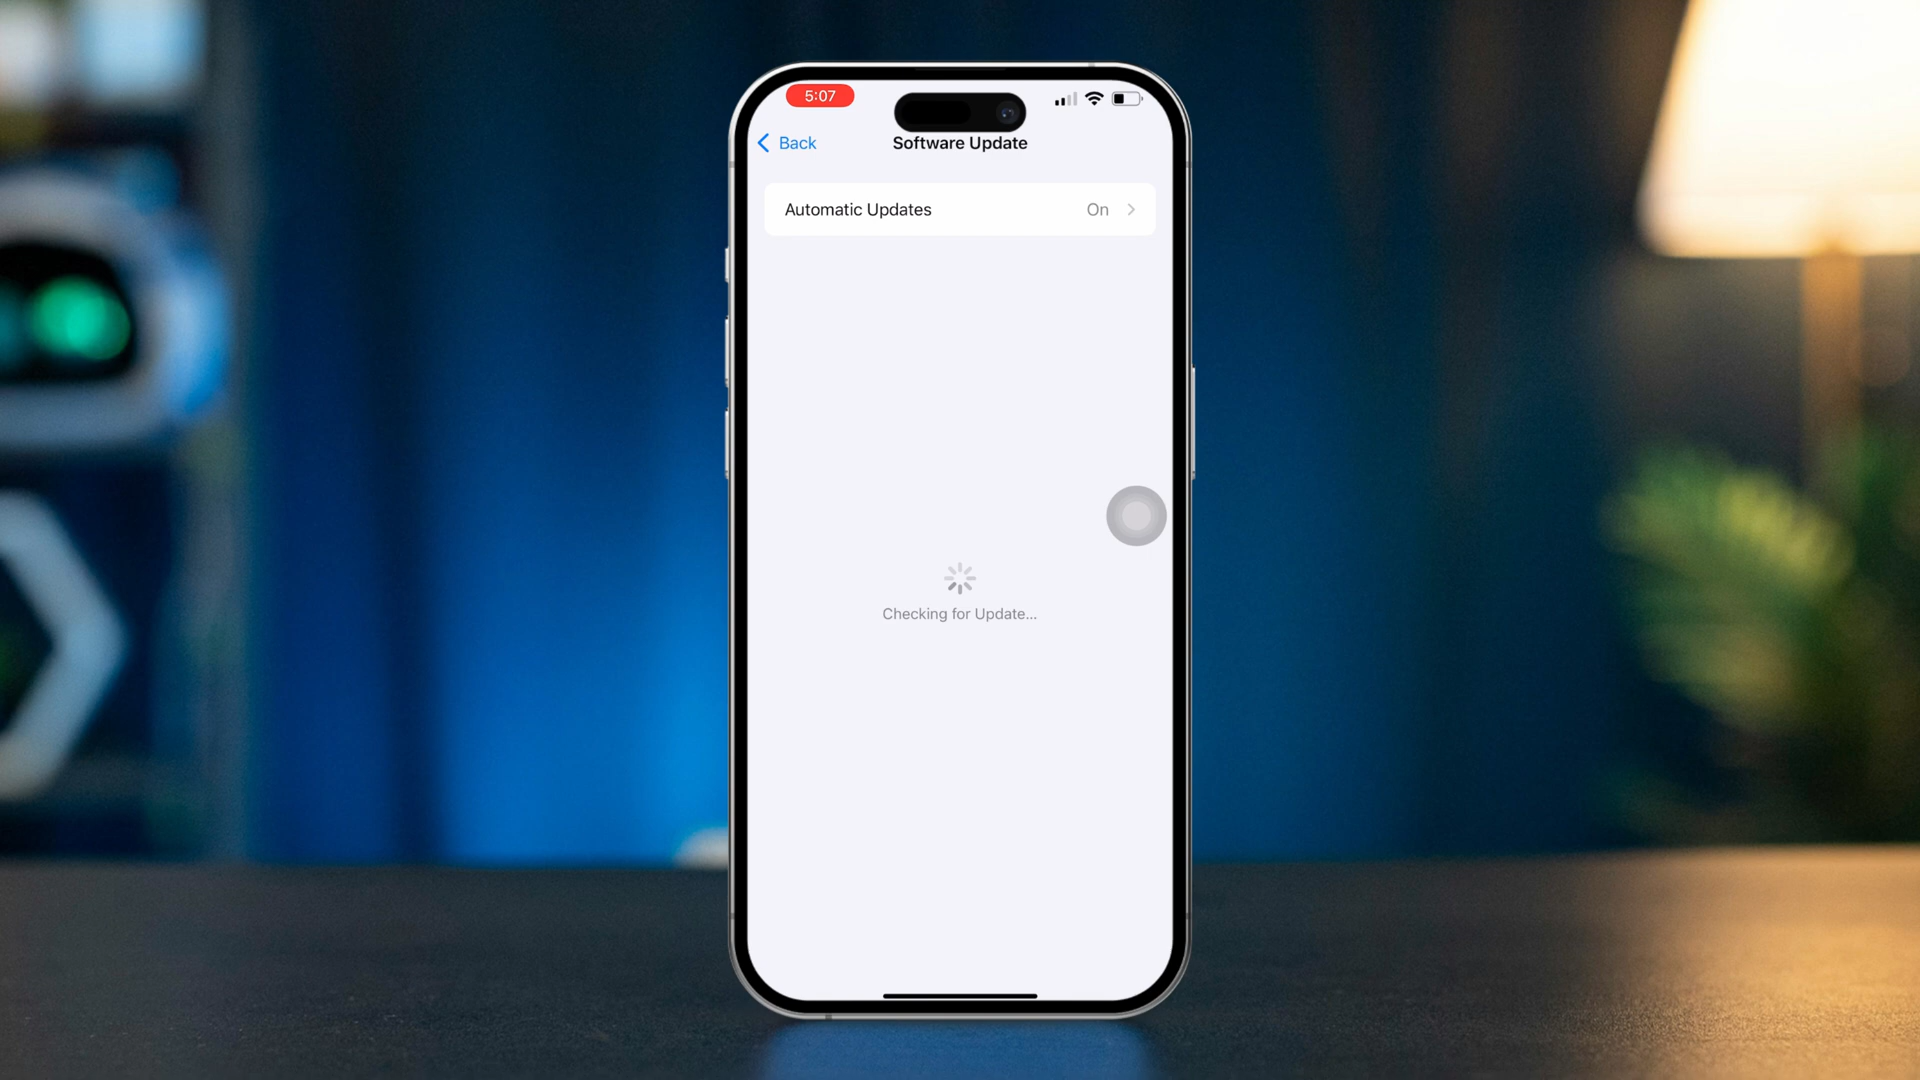 5:07
Back
Software Update
Automatic Updates
On
Checking for Update...